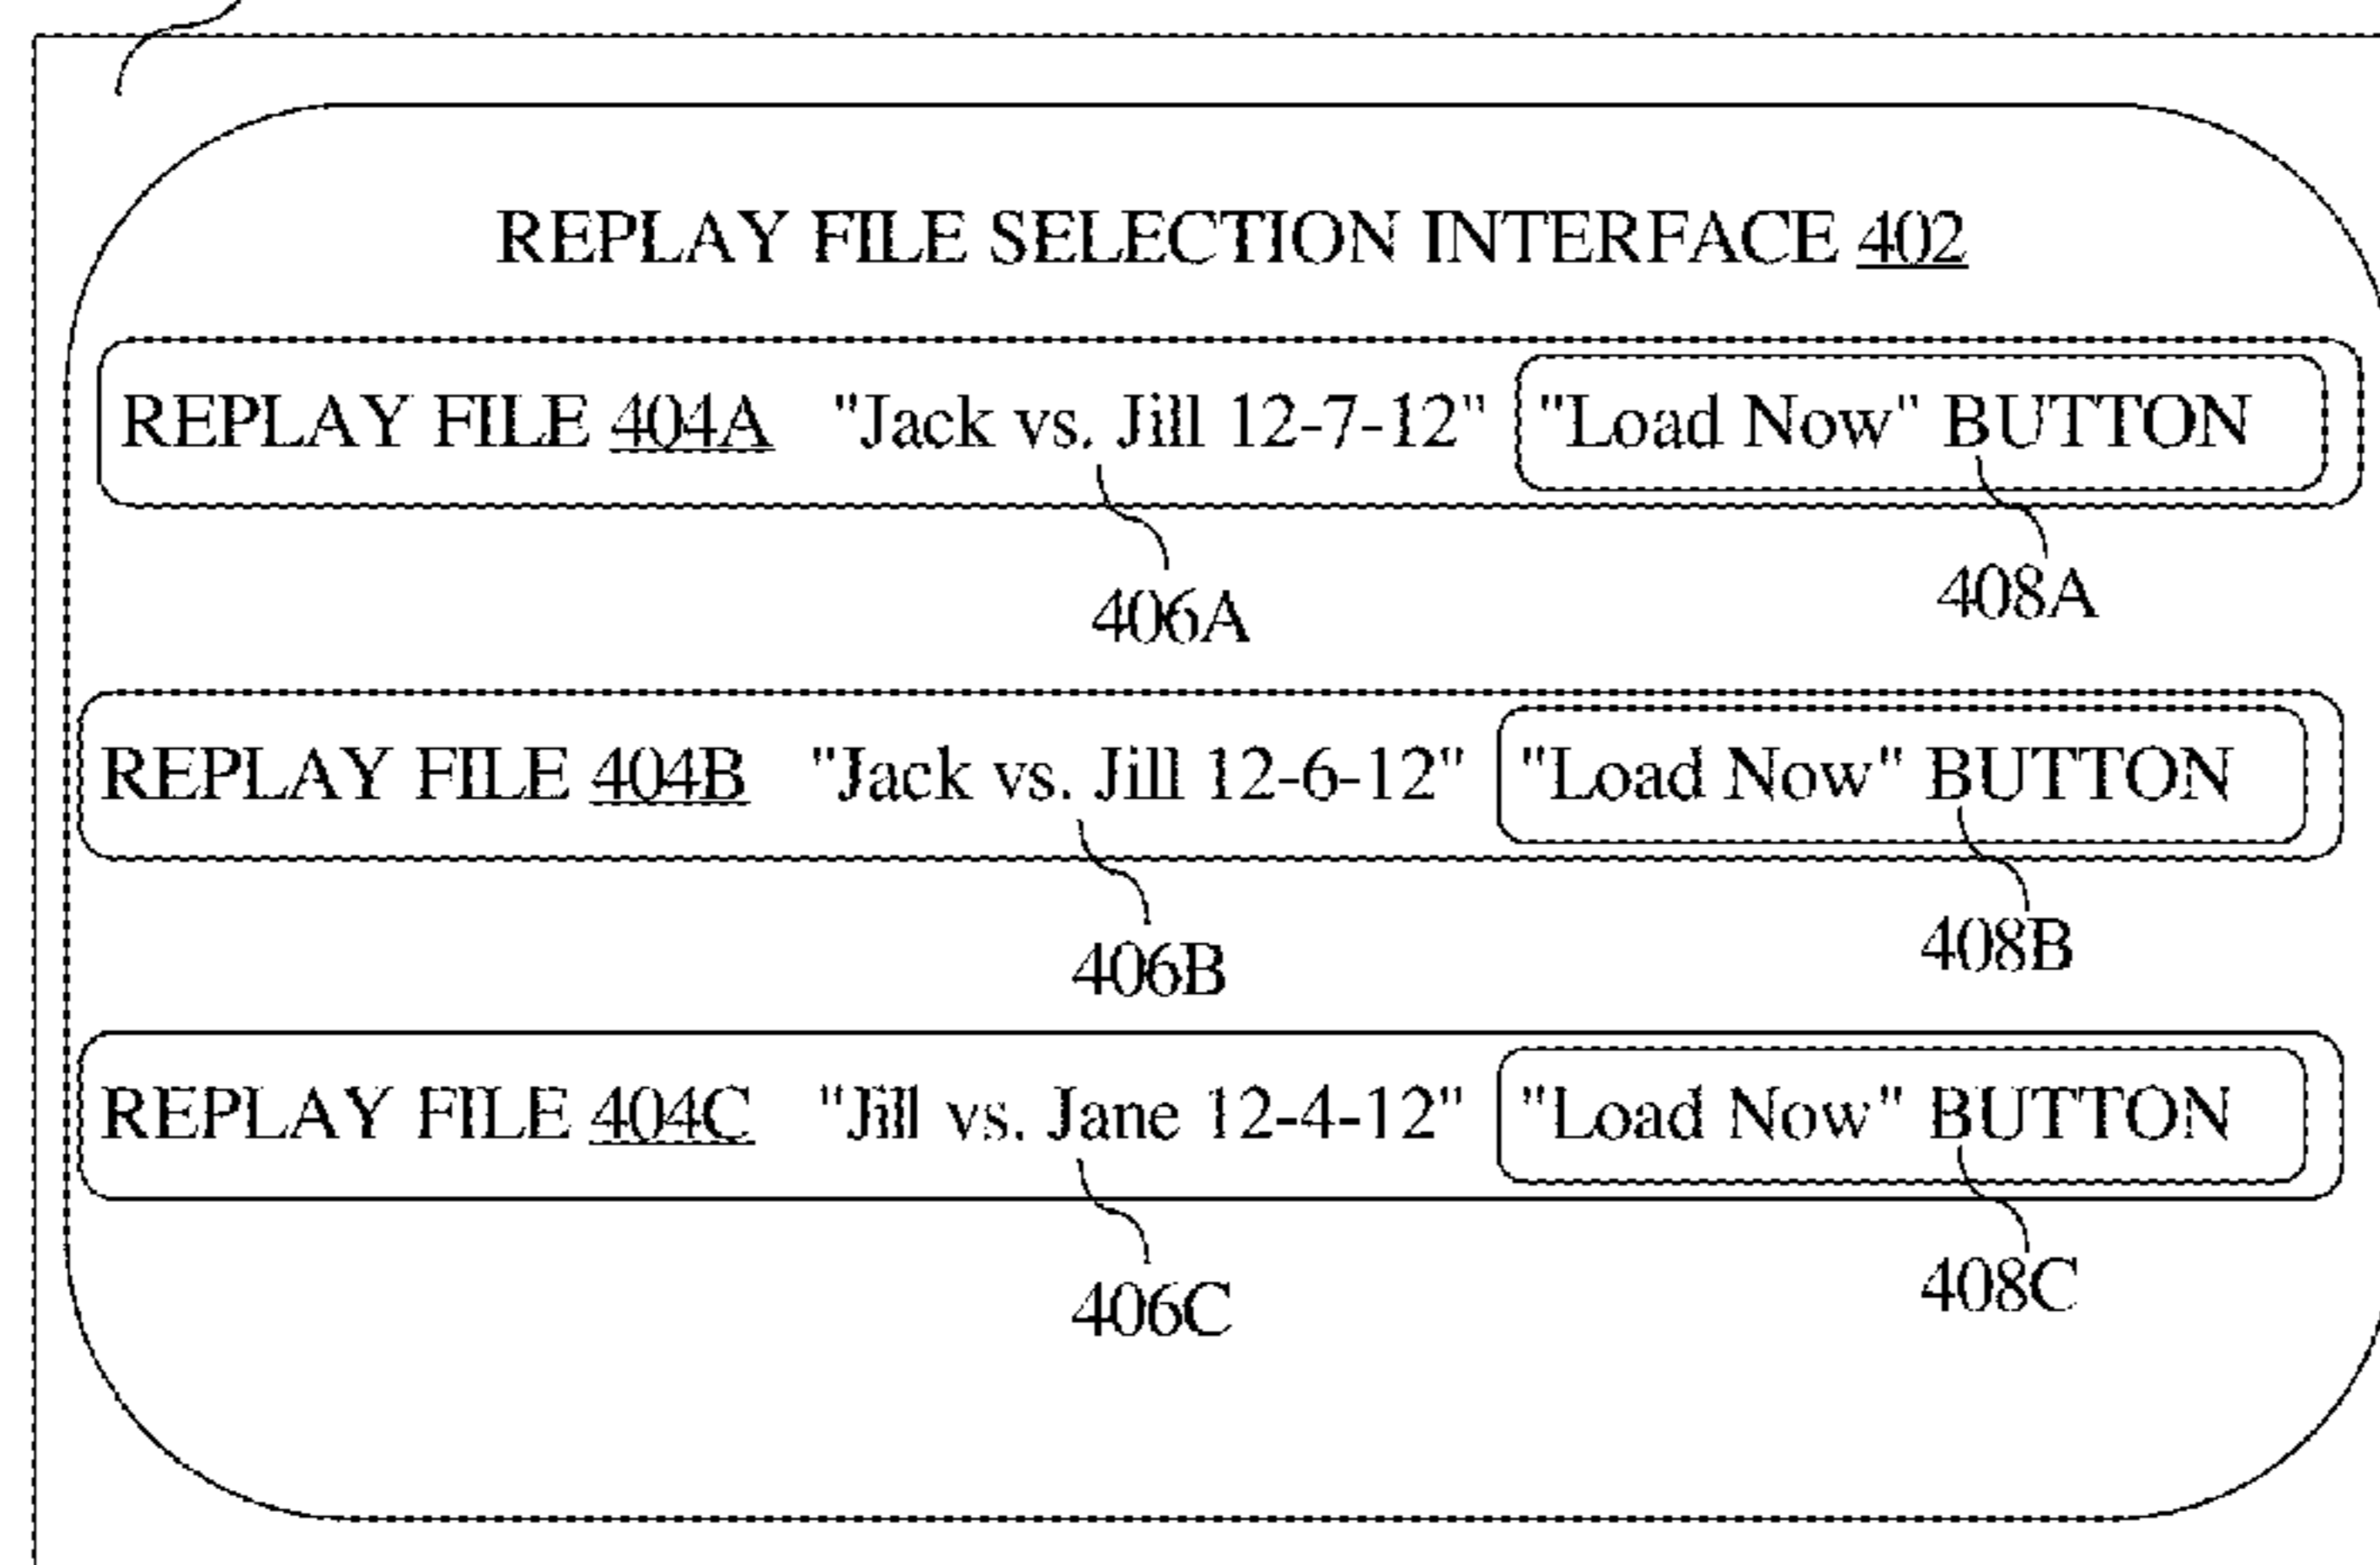 REPLAY FILE SELECTION INTERFACE 402
REPLAY FILE 404A "Jack vs. Jill 12-7-12" "Load Now" BUTTON
406A 408A
REPLAY FILE 404B "Jack vs. Jill 12-6-12" "Load Now" BUTTON
406B 408B
REPLAY FILE 404C "Jill vs. Jane 12-4-12" "Load Now" BUTTON
406C 408C